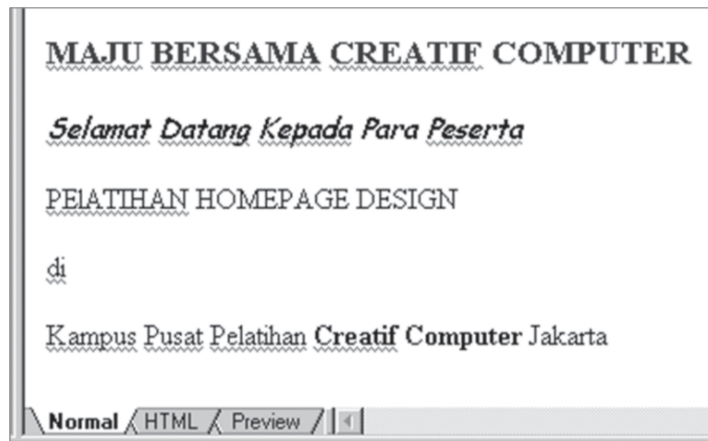 MAJU BERSAMA CREATIF COMPUTER
Selamat Datang Kepada Para Peserta
PElATIHAN HOMEPAGE DESIGN
di
Kampus Pusat Pelatihan Creatif Computer Jakarta
Normal HTML Preview